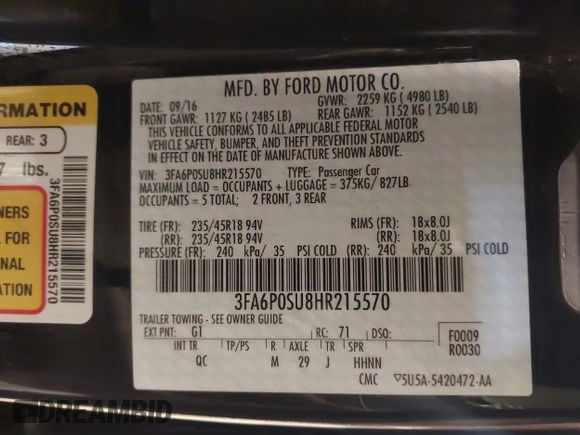 MFD. BY FORD MOTOR CO.
DATE: 09/16 GVWR: 2259 KG ( 4980 LB)
FRONT GAWR: 1127 KG ( 2485 LB) REAR GAWR: 1152 KG ( 2540 LB)
THIS VEHICLE CONFORMS TO ALL APPLICABLE FEDERAL MOTOR
VEHICLE SAFETY, BUMPER, AND THEFT PREVENTION STANDARDS
IN EFFECT ON THE DATE OF MANUFACTURE SHOWN ABOVE.
VIN: 3FA6P0SU8HR215570 TYPE: Passenger Car
MAXIMUM LOAD = OCCUPANTS + LUGGAGE = 375KG/ 827LB
OCCUPANTS = 5 TOTAL; 2 FRONT, 3 REAR
TIRE (FR): 235/45R18 94V RIMS (FR): 18x8.0J
(RR): 235/45R18 94V (RR): 18x8.0J
PRESSURE (FR): 240 kPa/ 35 PSI COLD (RR): 240 kPa/ 35 PSI COLD
3FA6P0SU8HR215570
TRAILER TOWING - SEE OWNER GUIDE
EXT PNT: G1 RC: 71 DSO: F0009
INT TR TP/PS R AXLE TR SPR R0030
QC M 29 J HHNN
CMC 5U5A-5420472-AA
ORMATION
REAR: 3
7 lbs.
NERS
L FOR
NAL
ATION
3FA6P0SU8HR215570
DREAMBID